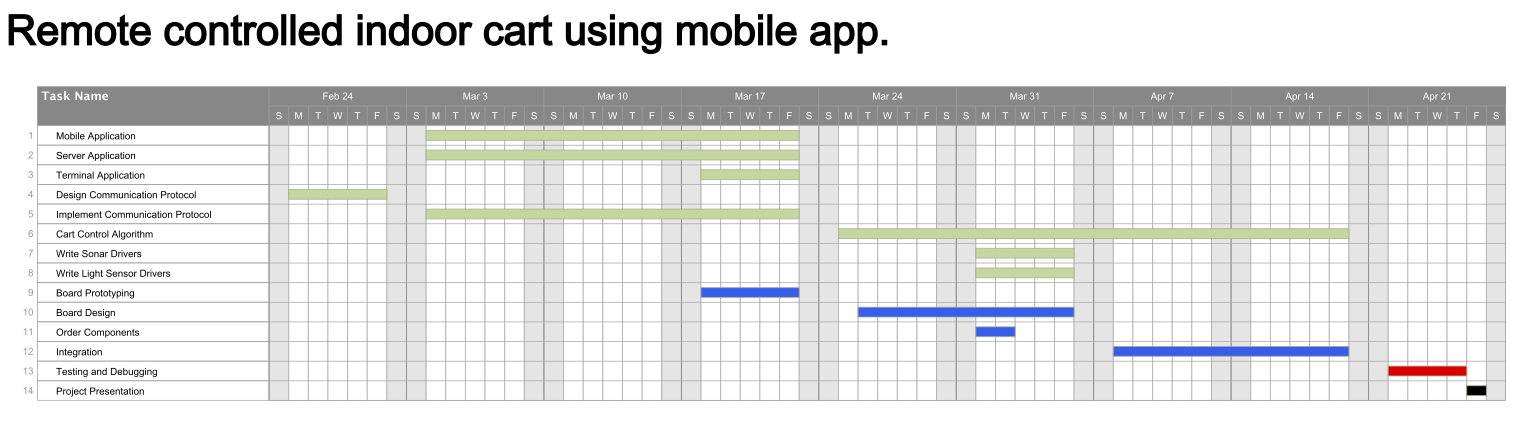 Remote controlled indoor cart using mobile app.
Task Name Feb 24 Mar 3 Mar 10 Mar 17 Mar 24 Mar 31 Apr 7 Apr 14 Apr 21
S M T W T F S S M T W T F S S M T W T F S S M T W T F S S M T W T F S S M T W T F S S M T W T F S S M T W T F S S M T W T F S
1 Mobile Application
2 Server Application
3 Terminal Application
4 Design Communication Protocol
5 Implement Communication Protocol
6 Cart Control Algorithm
7 Write Sonar Drivers
8 Write Light Sensor Drivers
9 Board Prototyping
10 Board Design
11 Order Components
12 Integration
13 Testing and Debugging
14 Project Presentation